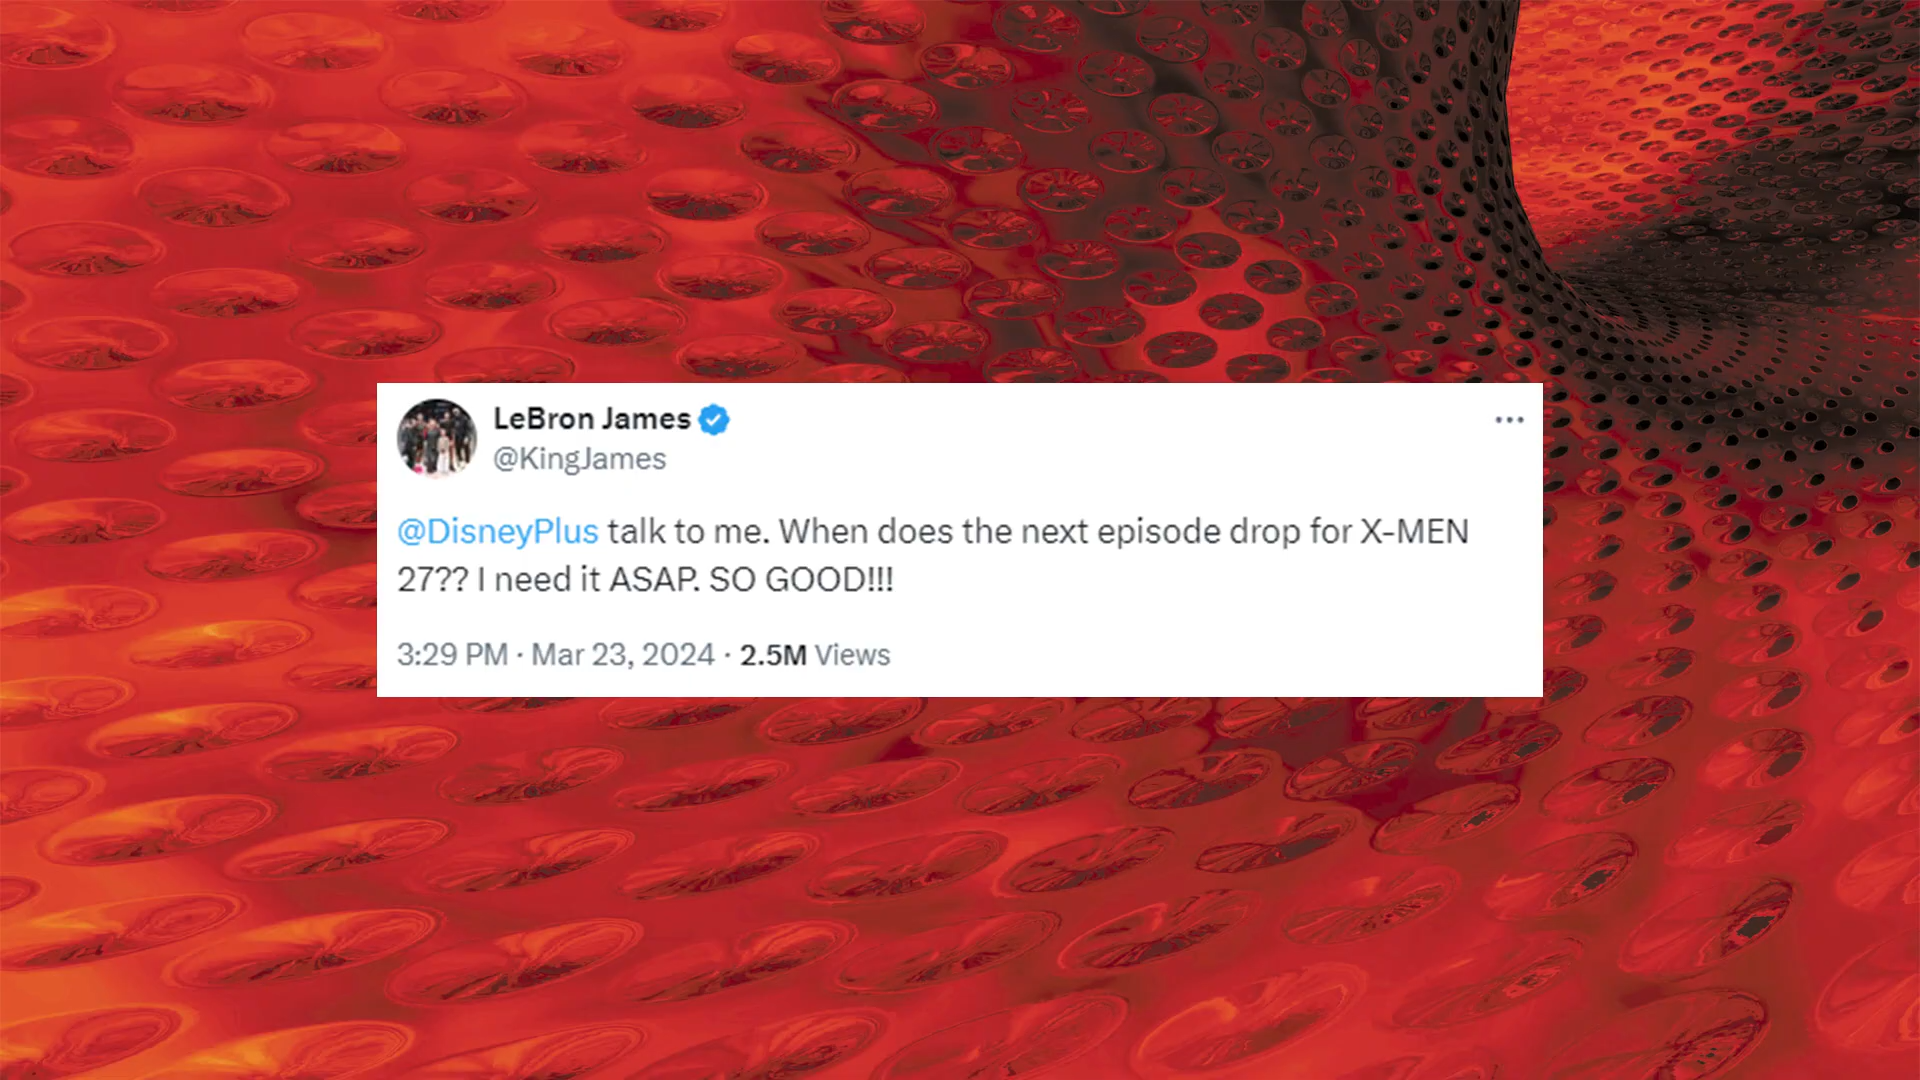 LeBron James
@KingJames
@DisneyPlus talk to me. When does the next episode drop for X-MEN
27?? I need it ASAP. SO GOOD!!!
3:29 PM · Mar 23, 2024 · 2.5M Views